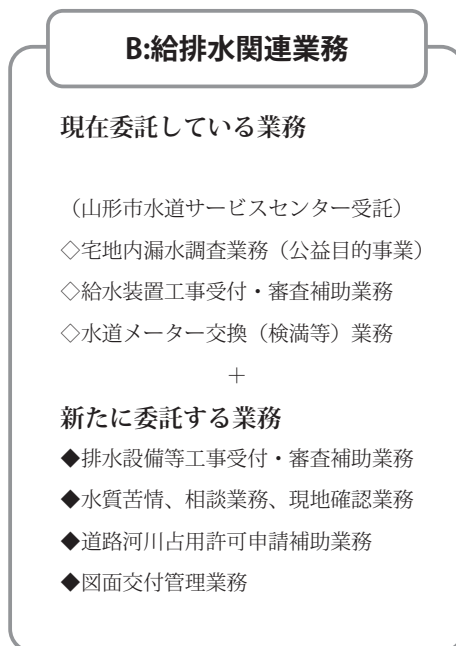 B:給排水関連業務
現在委託している業務
（山形市水道サービスセンター受託）
◇宅地内漏水調査業務（公益目的事業）
◇給水装置工事受付・審査補助業務
◇水道メーター交換（検満等）業務
＋
新たに委託する業務
◆排水設備等工事受付・審査補助業務
◆水質苦情、相談業務、現地確認業務
◆道路河川占用許可申請補助業務
◆図面交付管理業務